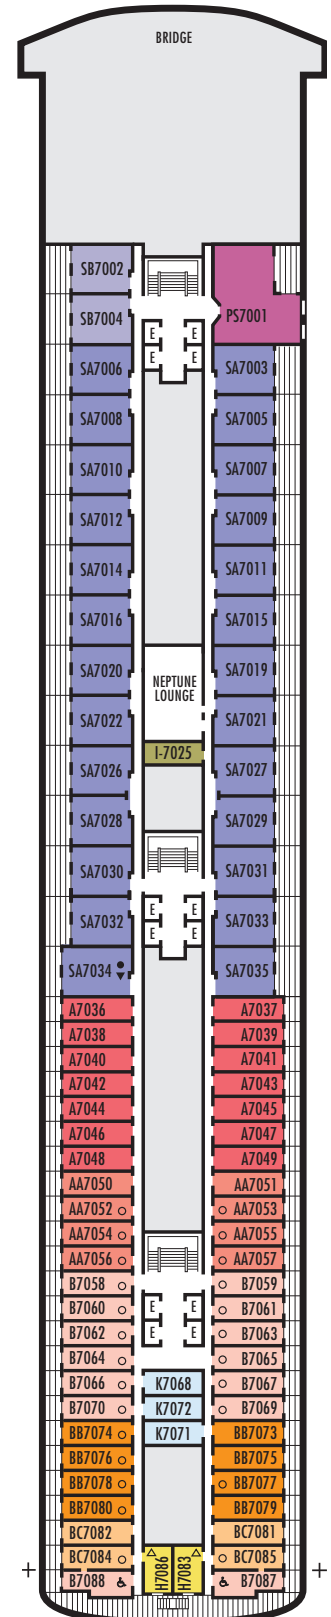 BRIDGE
SB7002
SB7004 E PS7001
E
SA7006 SA7003
SA7008 SA7005
SA7010 SA7007
SA7012 SA7009
SA7014 SA7011
SA7016 SA7015
SA7020 NEPTUNE SA7019
LOUNGE
SA7022 SA7021
SA7026 I-7025 SA7027
SA7028 SA7029
SA7030 SA7031
SA7032 E E SA7033
E E
SA7034 SA7035
A7036 A7037
A7038 A7039
A7040 A7041
A7042 A7043
A7044 A7045
A7046 A7047
A7048 A7049
AA7050 AA7051
AA7052 AA7053
AA7054 AA7055
AA7056 AA7057
B7058 B7059
B7060 E E B7061
B7062 E E B7063
B7064 B7065
B7066 K7068 B7067
B7070 K7072 B7069
BB7074 K7071 BB7073
BB7076 BB7075
BB7078 BB7077
BB7080 BB7079
BC7082 BC7081
BC7084 H7086 H7083 BC7085
B7088 B7087